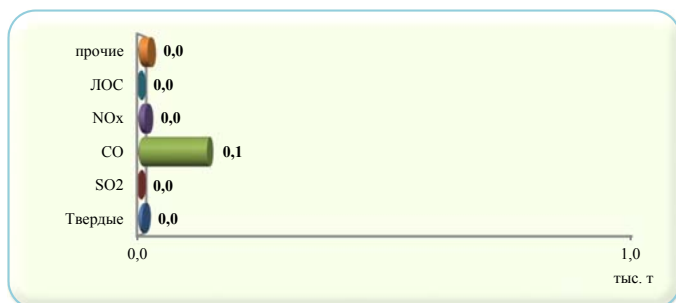 прочие 0,0
ЛОС 0,0
NOx 0,0
CO 0,1
SO2 0,0
Твердые 0,0
0,0 1,0
тыс. т